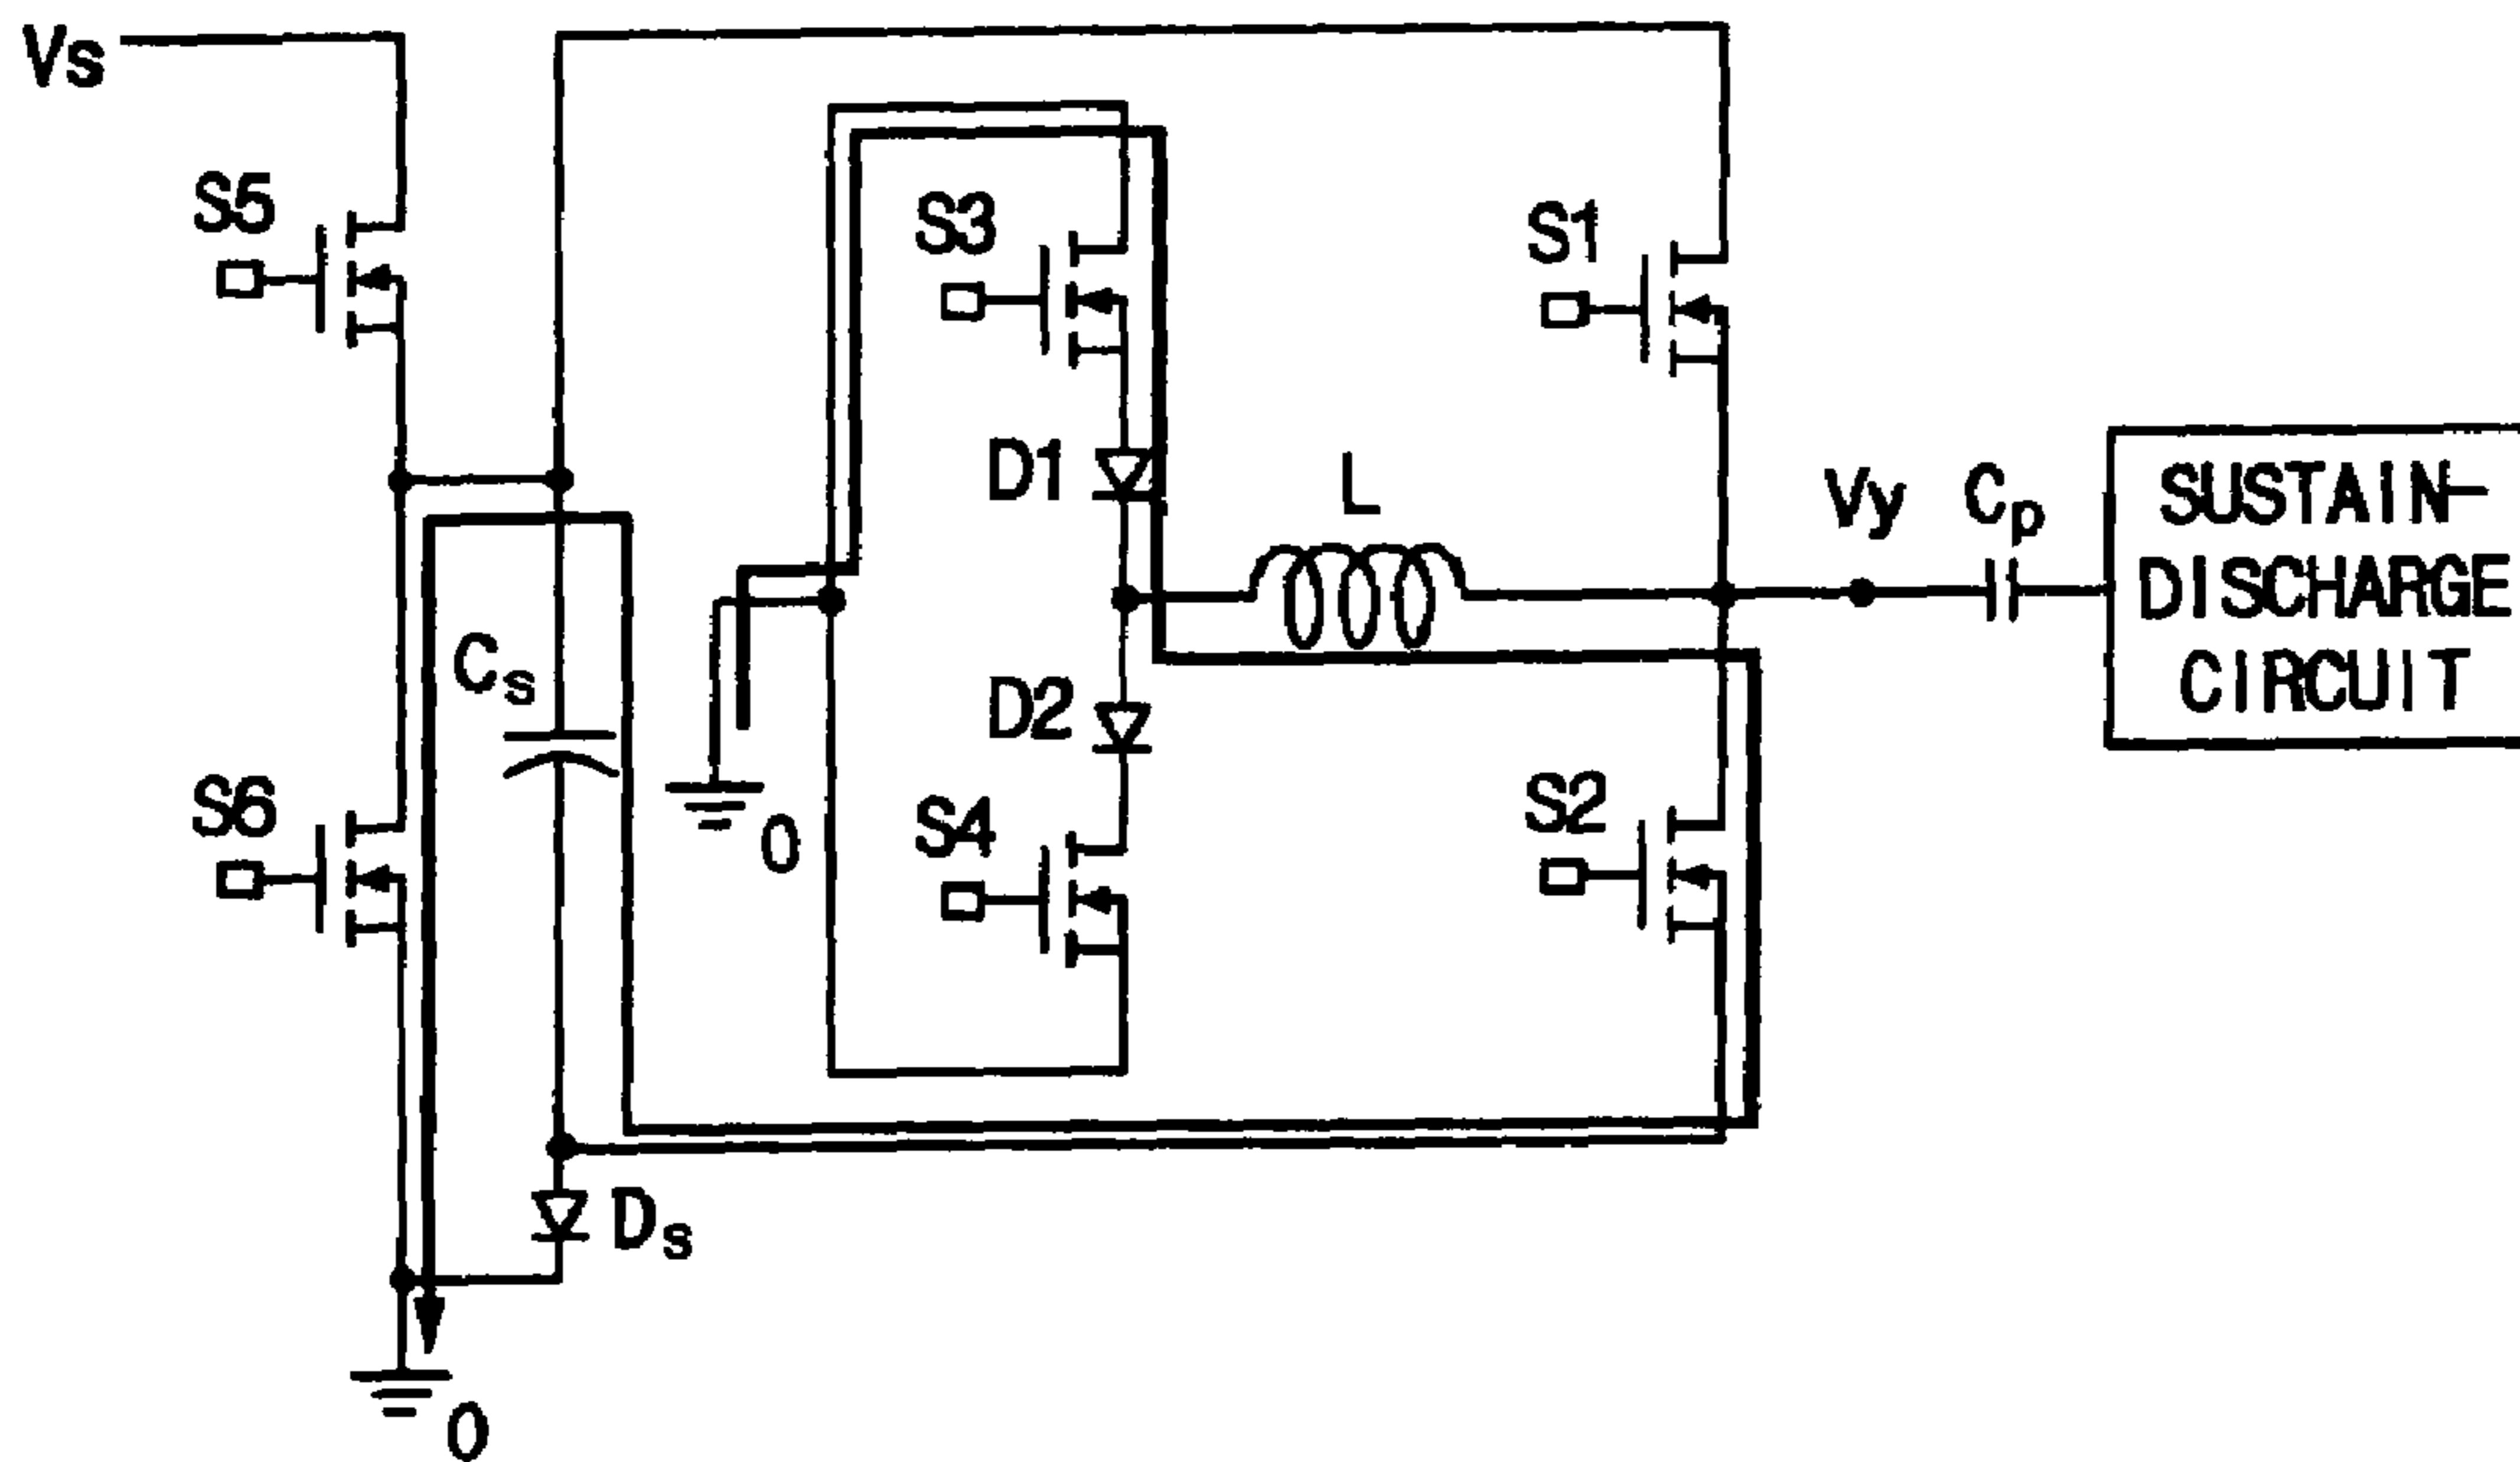 Vs
S5
S3
S1
D1
L
Vy
Cp
SUSTAIN-
DISCHARGE
CIRCUIT
Cs
D2
S6
S4
S2
0
Ds
0